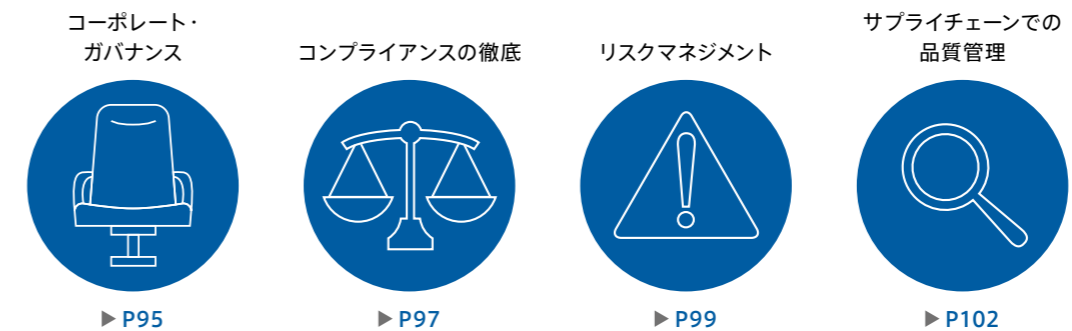 コーポレート・
ガバナンス
コンプライアンスの徹底
リスクマネジメント
サプライチェーンでの
品質管理
▶ P95
▶ P97
▶ P99
▶ P102